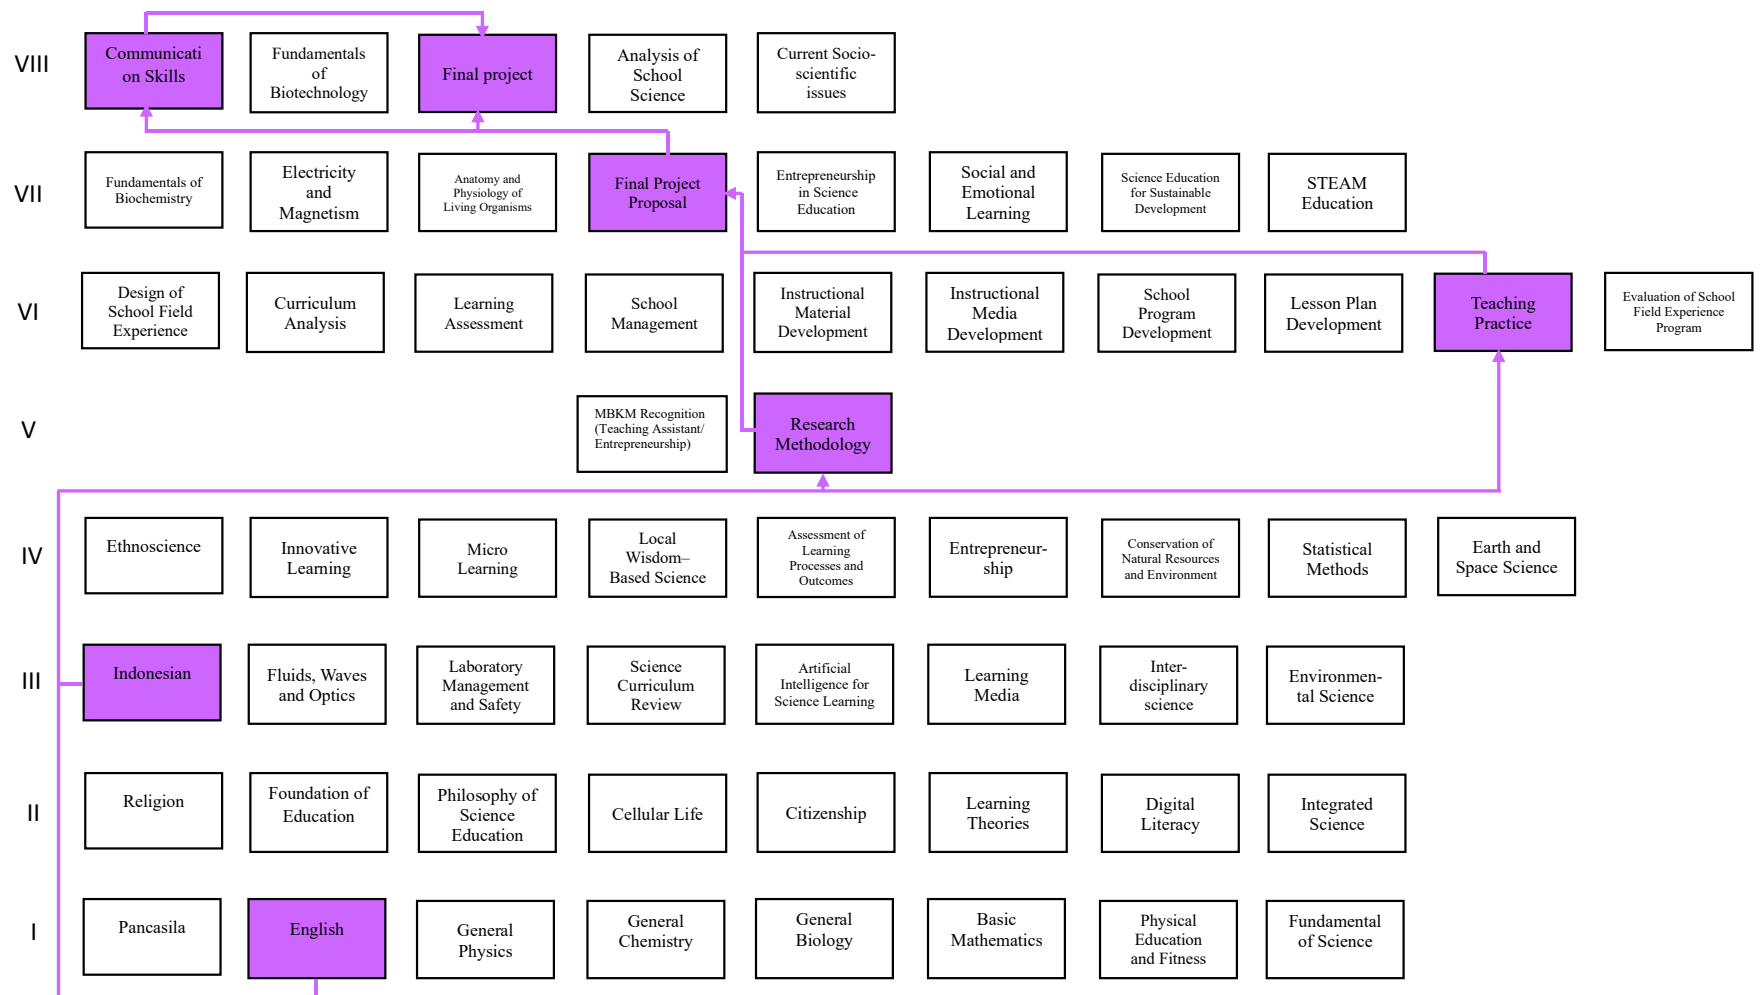 VIII
Communicati
on Skills
Fundamentals
of
Biotechnology
Final project
Analysis of
School
Science
Current Socio-
scientific
issues
VII
Fundamentals of
Biochemistry
Electricity
and
Magnetism
Anatomy and
Physiology of
Living Organisms
Final Project
Proposal
Entrepreneurship
in Science
Education
Social and
Emotional
Learning
Science Education
for Sustainable
Development
STEAM
Education
VI
Design of
School Field
Experience
Curriculum
Analysis
Learning
Assessment
School
Management
Instructional
Material
Development
Instructional
Media
Development
School
Program
Development
Lesson Plan
Development
Teaching
Practice
Evaluation of School
Field Experience
Program
V
MBKM Recognition
(Teaching Assistant/
Entrepreneurship)
Research
Methodology
IV
Ethnoscience
Innovative
Learning
Micro
Learning
Local
Wisdom–
Based Science
Assessment of
Learning
Processes and
Outcomes
Entrepreneur-
ship
Conservation of
Natural Resources
and Environment
Statistical
Methods
Earth and
Space Science
III
Indonesian
Fluids, Waves
and Optics
Laboratory
Management
and Safety
Science
Curriculum
Review
Artificial
Intelligence for
Science Learning
Learning
Media
Inter-
disciplinary
science
Environmen-
tal Science
II
Religion
Foundation of
Education
Philosophy of
Science
Education
Cellular Life
Citizenship
Learning
Theories
Digital
Literacy
Integrated
Science
I
Pancasila
English
General
Physics
General
Chemistry
General
Biology
Basic
Mathematics
Physical
Education
and Fitness
Fundamental
of Science